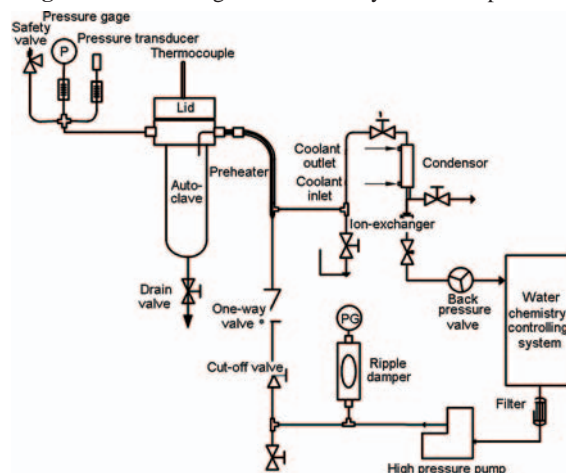 Pressure gage
Safety
valve
P
Pressure transducer
Thermocouple
Lid
Auto-
clave
Preheater
Coolant
outlet
Coolant
inlet
Condensor
Ion-exchanger
Drain
valve
One-way
valve
Back
pressure
valve
Water
chemistry
controlling
system
PG
Cut-off valve
Ripple
damper
Filter
High pressure pump